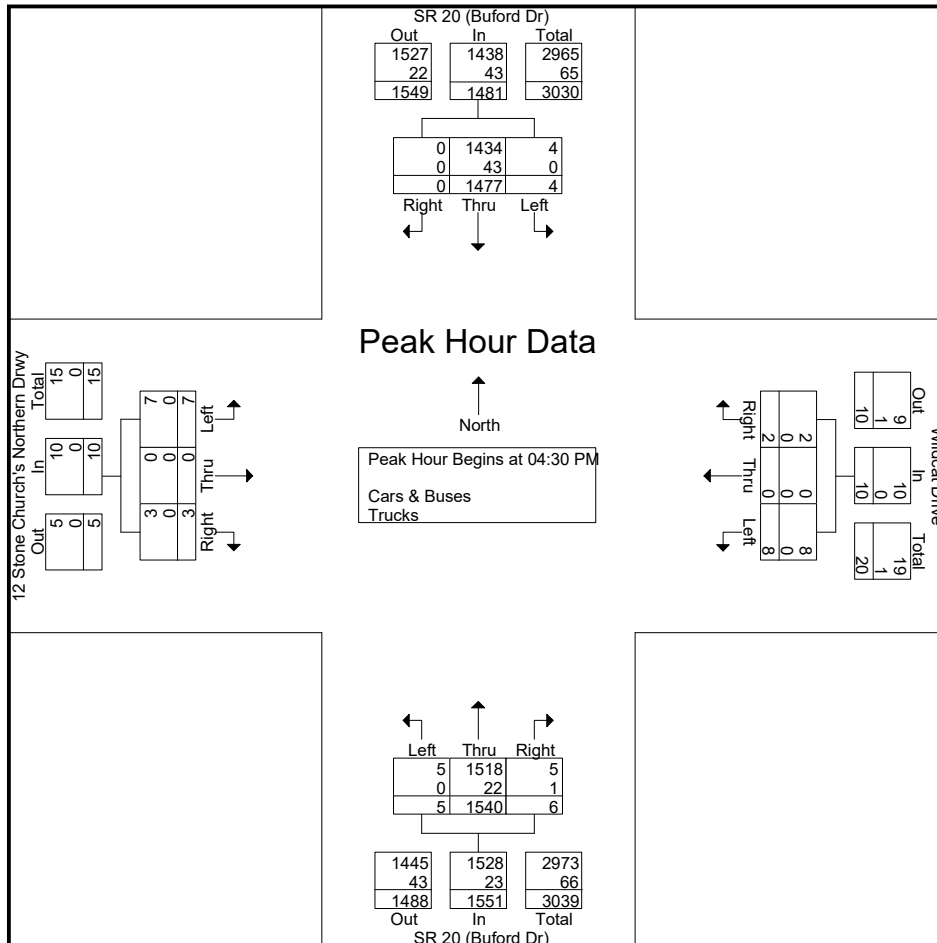 SR 20 (Buford Dr)
Out In Total
1527 1438 2965
22 43 65
1549 1481 3030
0 1434 4
0 43 0
0 1477 4
Right Thru Left
Peak Hour Data
North
Peak Hour Begins at 04:30 PM
Cars & Buses
Trucks
12 Stone Church's Northern Drwy
Out In Total
5 10 15
0 0 0
5 10 15
Right Thru Left
3 0 7
0 0 0
3 0 7
Wildcat Drive
Out In Total
9 10 19
1 0 1
10 10 20
2 0 8
0 0 0
2 0 8
Right Thru Left
Left Thru Right
5 1518 5
0 22 1
5 1540 6
1445 1528 2973
43 23 66
1488 1551 3039
Out In Total
SR 20 (Buford Dr)